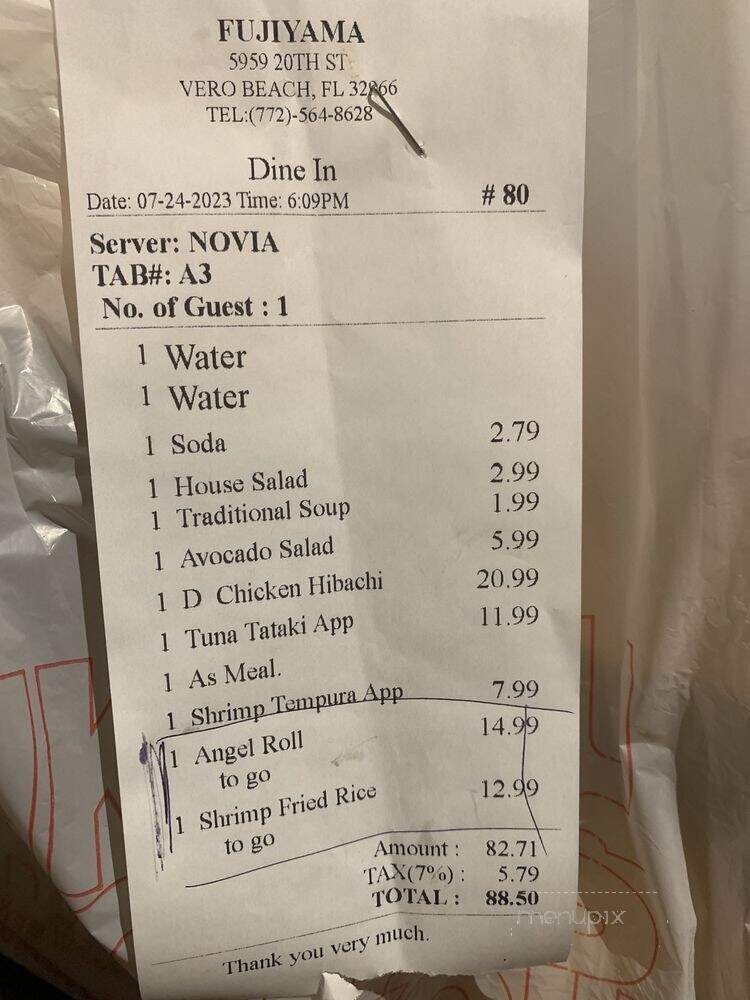 FUJIYAMA
5959 20TH ST
VERO BEACH, FL 32966
TEL:(772)-564-8628
Dine In
Date: 07-24-2023 Time: 6:09PM # 80
Server: NOVIA
TAB#: A3
No. of Guest : 1
1 Water
1 Water
1 Soda 2.79
1 House Salad 2.99
1 Traditional Soup 1.99
1 Avocado Salad 5.99
1 D Chicken Hibachi 20.99
1 Tuna Tataki App 11.99
1 As Meal.
1 Shrimp Tempura App 7.99
1 Angel Roll 14.99
to go
1 Shrimp Fried Rice 12.99
to go
Amount : 82.71
TAX(7%) : 5.79
TOTAL : 88.50
menupix
Thank you very much.